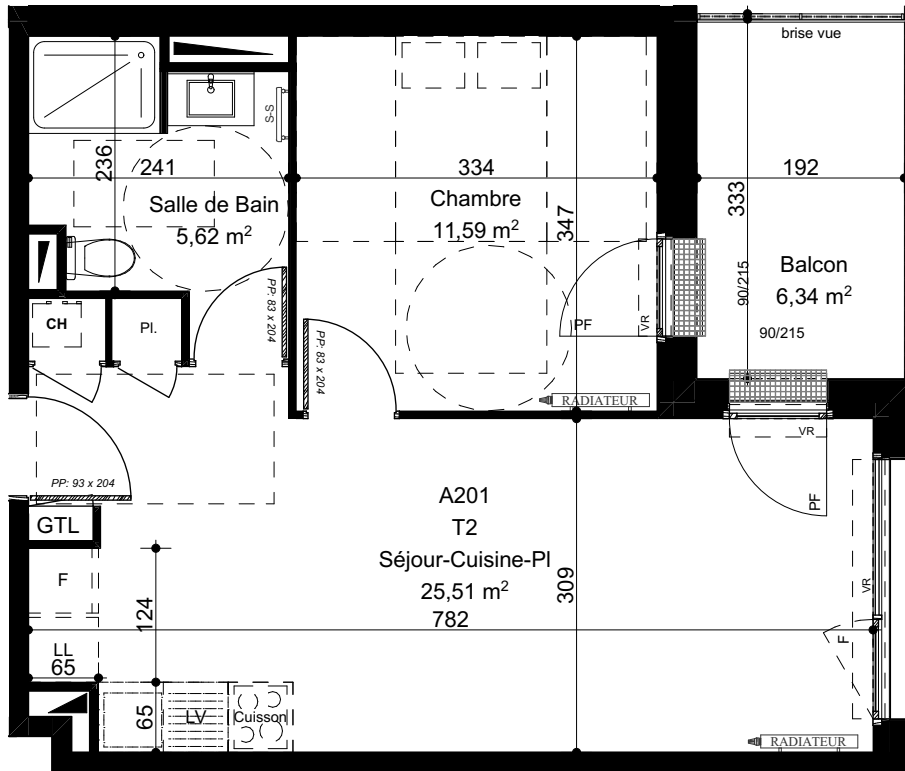 brise vue
S-S
236
241
334
192
Salle de Bain
5,62 m²
Chambre
11,59 m²
347
333
Balcon
6,34 m²
90/215
90/215
PP: 83 x 204
PP: 83 x 204
PF
VR
CH
Pl.
RADIATEUR
VR
PP: 93 x 204
PF
GTL
A201
T2
Séjour-Cuisine-Pl
25,51 m²
782
309
F
124
VR
F
LL
65
65
LV
Cuisson
RADIATEUR